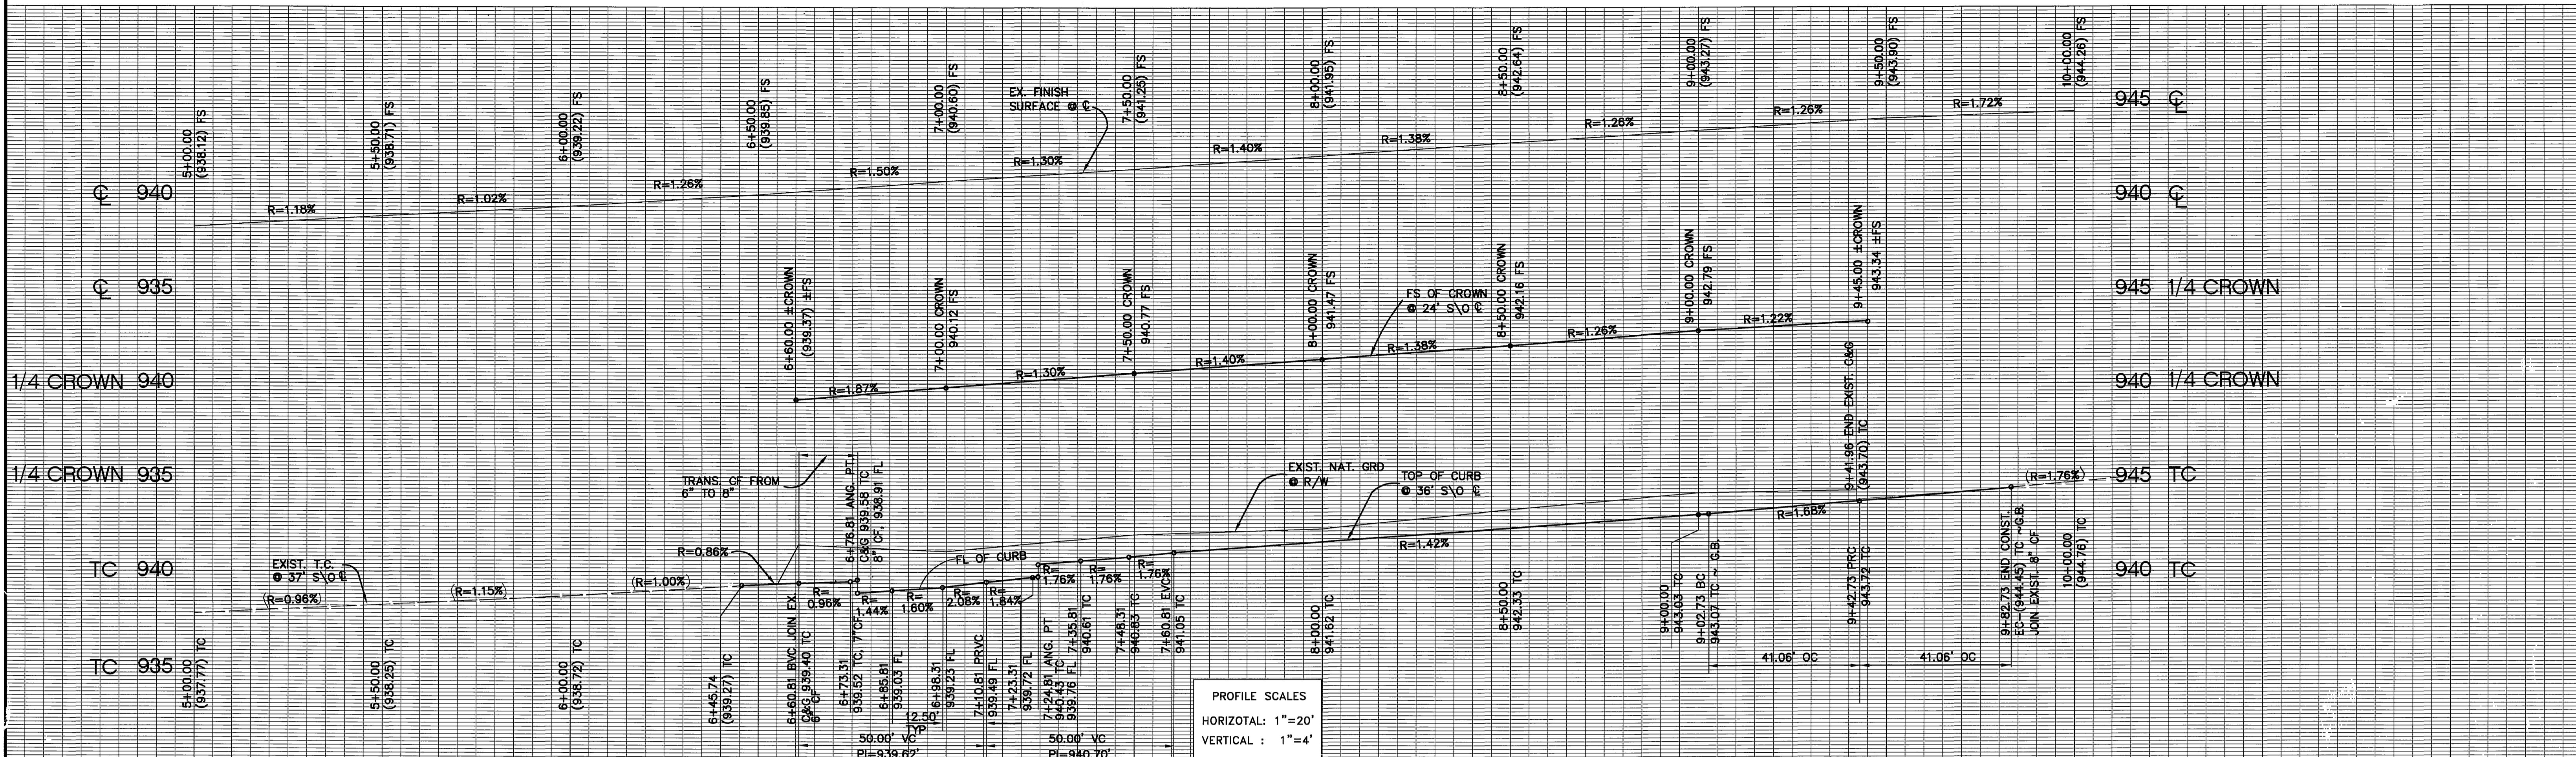 5+00.00
(938.12) FS
5+50.00
(938.71) FS
6+00.00
(939.22) FS
6+50.00
(939.85) FS
7+00.00
(940.60) FS
EX. FINISH
SURFACE @ ℄
7+50.00
(941.25) FS
8+00.00
(941.95) FS
8+50.00
(942.64) FS
9+00.00
(943.27) FS
9+50.00
(943.90) FS
10+00.00
(944.26) FS
945 ℄
℄ 940
R=1.18%
R=1.02%
R=1.26%
R=1.50%
R=1.30%
R=1.40%
R=1.38%
R=1.26%
R=1.26%
R=1.72%
940 ℄
℄ 935
6+60.00 ±CROWN
(939.37) ±FS
7+00.00 CROWN
940.12 FS
7+50.00 CROWN
940.77 FS
8+00.00 CROWN
941.47 FS
FS OF CROWN
@ 24' S\O ℄
8+50.00 CROWN
942.16 FS
9+00.00 CROWN
942.79 FS
9+45.00 ±CROWN
943.34 ±FS
945 1/4 CROWN
1/4 CROWN 940
R=1.87%
R=1.30%
R=1.40%
R=1.38%
R=1.26%
R=1.22%
940 1/4 CROWN
1/4 CROWN 935
TRANS. CF FROM
6" TO 8"
6+76.81 ANG. PT.
C&G 939.58 TC
8" CF, 938.91 FL
EXIST. NAT. GRD
@ R/W
TOP OF CURB
@ 36' S\O ℄
9+41.96 END EXIST. C&G
(943.70) TC
(R=1.76%)
945 TC
TC 940
EXIST. T.C.
@ 37' S\O ℄
(R=0.96%)
(R=1.15%)
(R=1.00%)
R=0.86%
FL OF CURB
R=
0.96%
R=
1.44%
R=
1.60%
R=
2.08%
R=
1.84%
R=
1.76%
R=
1.76%
R=
1.76%
R=1.42%
R=1.68%
940 TC
TC 935
5+00.00
(937.77) TC
5+50.00
(938.25) TC
6+00.00
(938.72) TC
6+45.74
(939.27) TC
6+60.81 BVC JOIN EX.
C&G 939.40 TC
6" CF
6+73.31
939.52 TC, 7"CF
6+85.81
939.03 FL
6+98.31
939.23 FL
7+10.81 PRVC
939.49 FL
7+23.31
939.72 FL
7+24.81 ANG. PT
940.43 TC
939.76 FL
7+35.81
940.61 TC
7+48.31
940.83 TC
7+60.81 EVC
941.05 TC
8+00.00
941.62 TC
8+50.00
942.33 TC
9+00.00
943.03 TC
9+02.73 BC
943.07 TC ~ G.B.
9+42.73 PRC
943.72 TC
9+82.73 END CONST.
EC-(944.45) TC ~G.B.
JOIN EXIST. 8" CF
10+00.00
(944.76) TC
41.06' OC
41.06' OC
12.50'
TYP
50.00' VC
PI=939.62'
50.00' VC
PI=940.70'
PROFILE SCALES
HORIZOTAL: 1"=20'
VERTICAL : 1"=4'